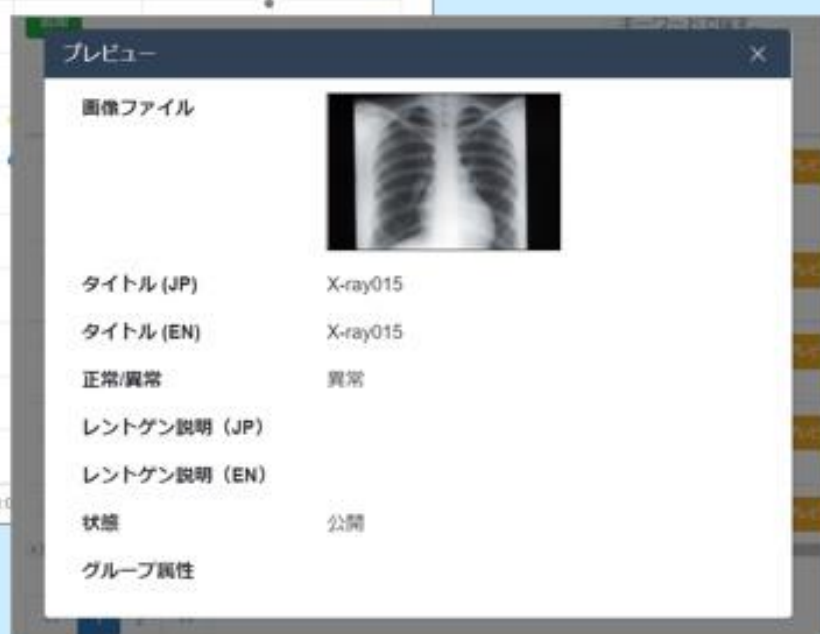 プレビュー ×
画像ファイル
タイトル (JP) X-ray015
タイトル (EN) X-ray015
正常/異常 異常
レントゲン説明（JP）
レントゲン説明（EN）
状態 公開
グループ属性